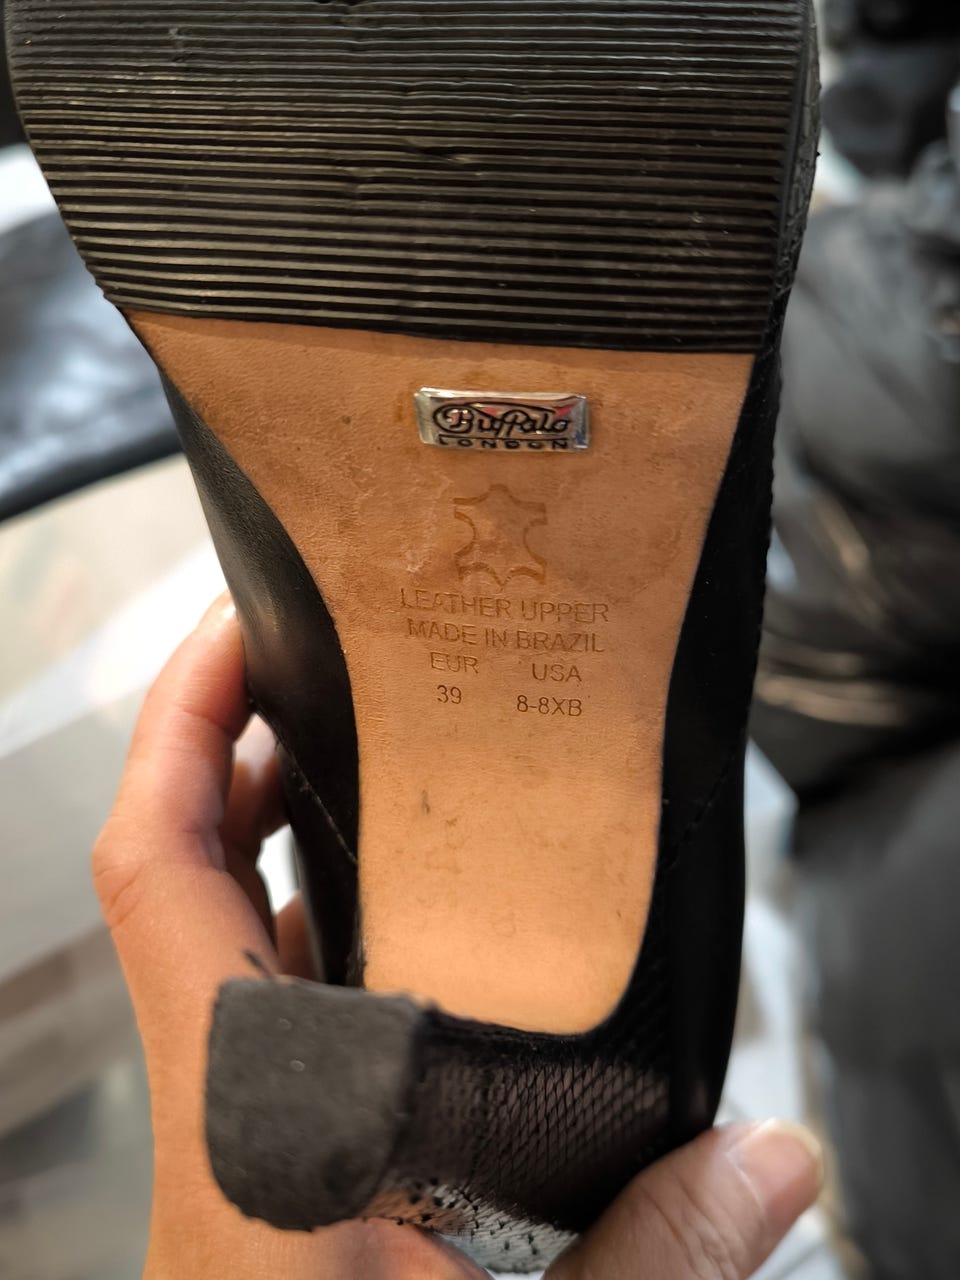 Buffalo
LONDON
LEATHER UPPER
MADE IN BRAZIL
EUR USA
39 8-8XB